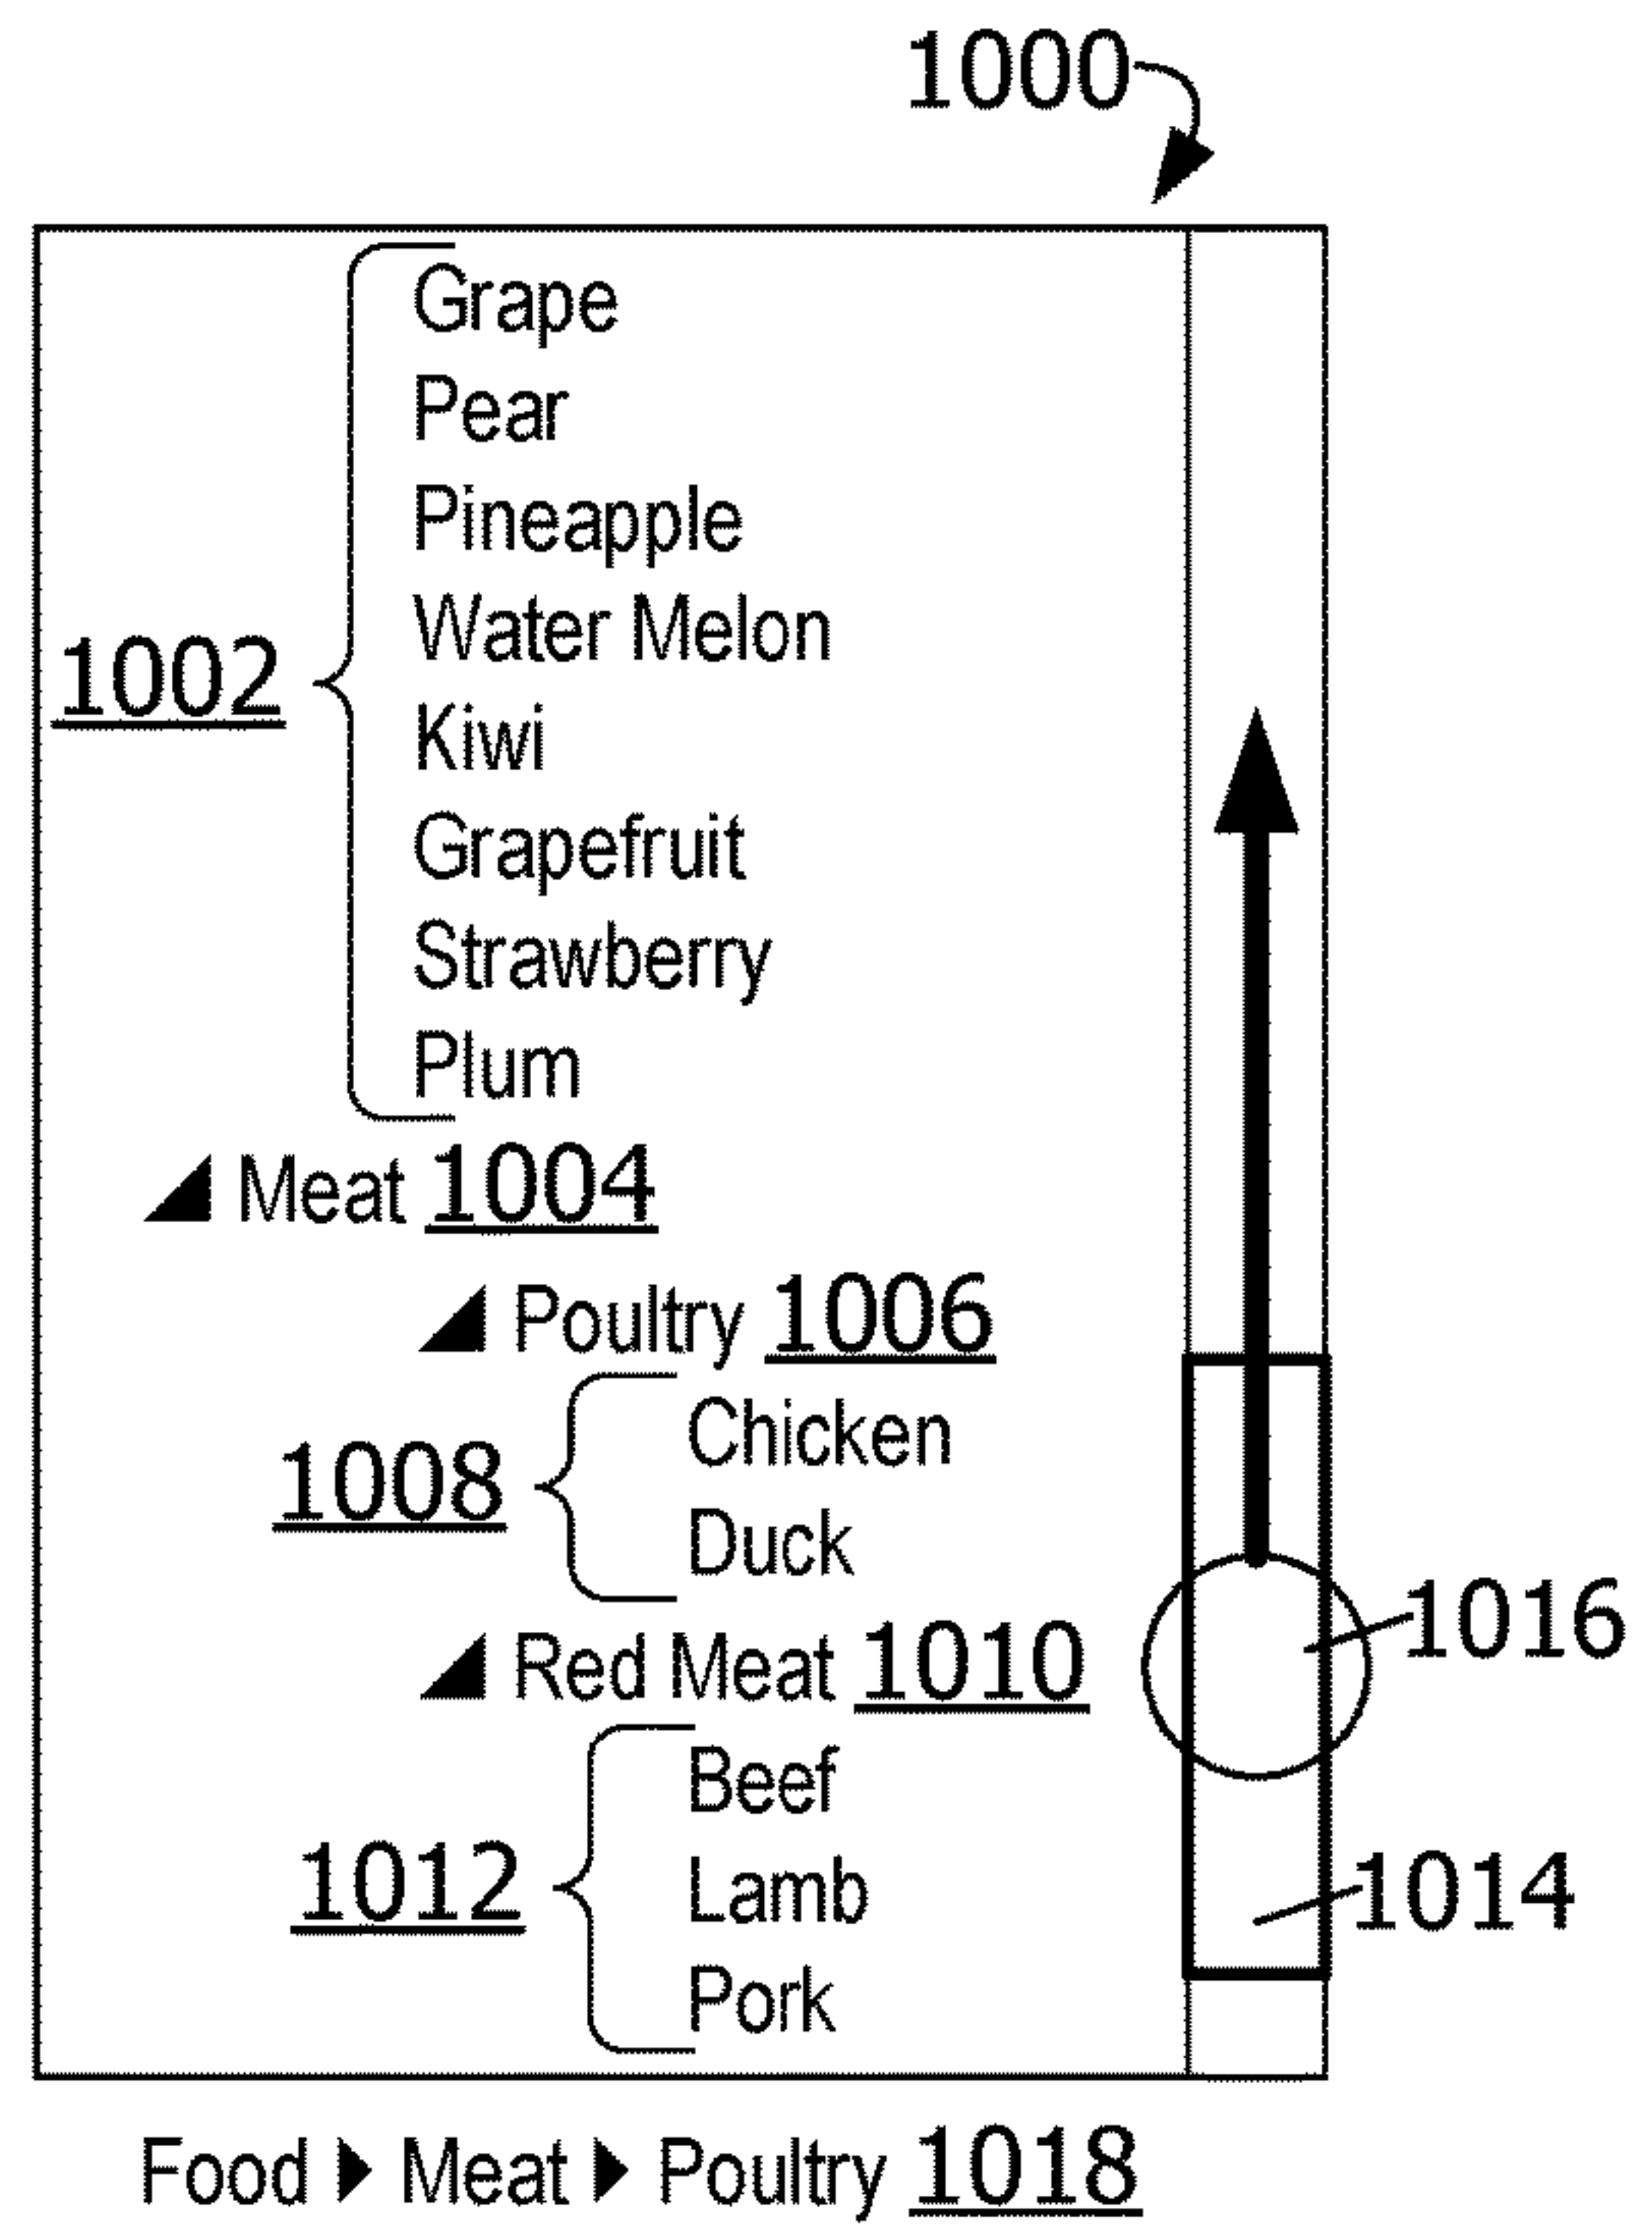 1000
Grape
Pear
Pineapple
1002 Water Melon
Kiwi
Grapefruit
Strawberry
Plum
Meat 1004
Poultry 1006
Chicken
1008
Duck
1016
Red Meat 1010
Beef
1012 Lamb 1014
Pork
Food Meat Poultry 1018